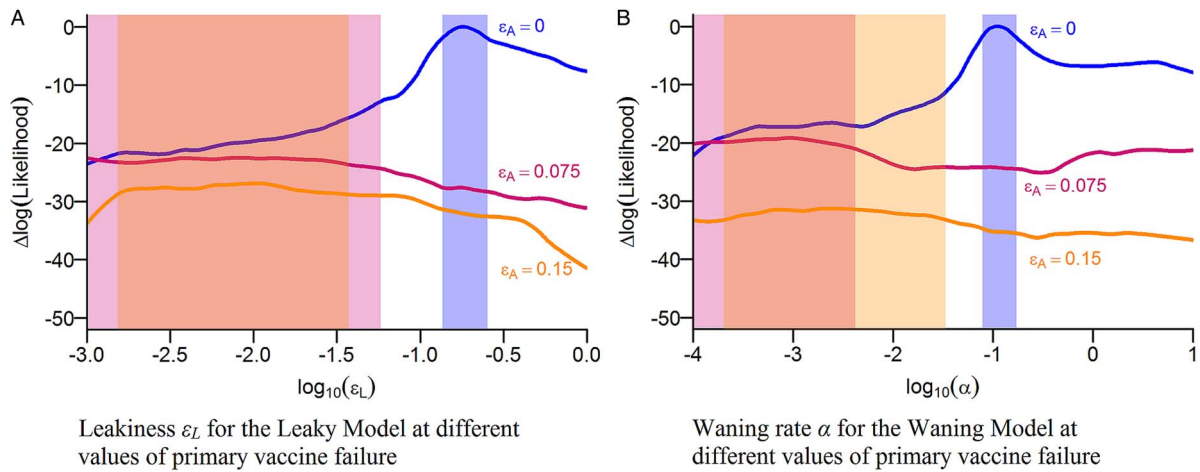 A
Δlog(Likelihood)
0
-10
-20
-30
-40
-50
εA = 0
εA = 0.075
εA = 0.15
-3.0 -2.5 -2.0 -1.5 -1.0 -0.5 0.0
log10(εL)
Leakiness εL for the Leaky Model at different
values of primary vaccine failure
B
Δlog(Likelihood)
0
-10
-20
-30
-40
-50
εA = 0
εA = 0.075
εA = 0.15
-4 -3 -2 -1 0 1
log10(α)
Waning rate α for the Waning Model at
different values of primary vaccine failure